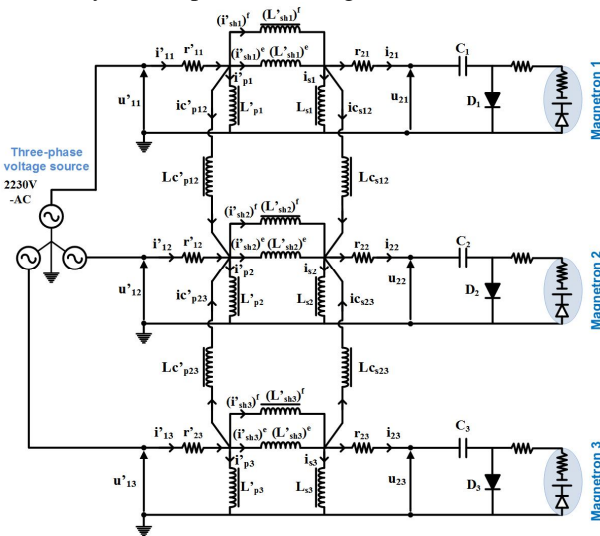 (i'sh1)ᶠ (L'sh1)ᶠ
i'11 r'11 (i'sh1)ᵉ (L'sh1)ᵉ r21 i21 C1
i'p1 is1
u'11 ic'p12 L'p1 Ls1 ics12 u21 D1
Magnetron 1
Three-phase
voltage source
2230V
-AC
Lc'p12 Lcs12
(i'sh2)ᶠ (L'sh2)ᶠ
i'12 r'12 (i'sh2)ᵉ (L'sh2)ᵉ r22 i22 C2
i'p2 is2
u'12 ic'p23 L'p2 Ls2 ics23 u22 D2
Magnetron 2
Lc'p23 Lcs23
(i'sh3)ᶠ (L'sh3)ᶠ
i'13 r'23 (i'sh3)ᵉ (L'sh3)ᵉ r23 i23 C3
i'p3 is3
u'13 L'p3 Ls3 u23 D3
Magnetron 3